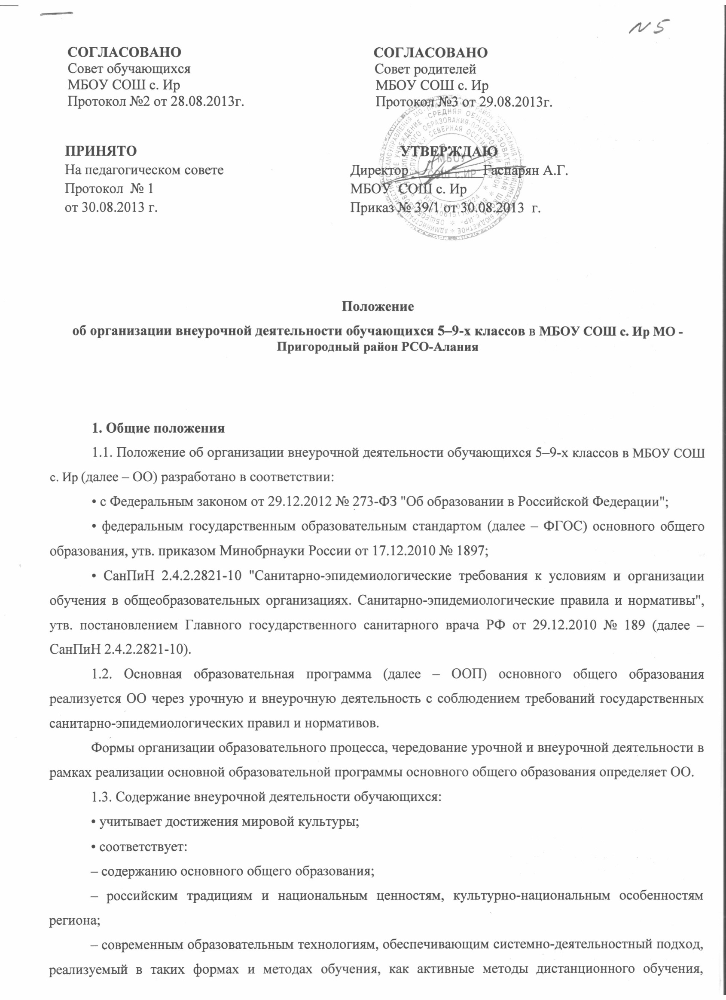 N 5
СОГЛАСОВАНО
Совет обучающихся
МБОУ СОШ с. Ир
Протокол №2 от 28.08.2013г.
СОГЛАСОВАНО
Совет родителей
МБОУ СОШ с. Ир
Протокол №3 от 29.08.2013г.
ПРИНЯТО
На педагогическом совете
Протокол № 1
от 30.08.2013 г.
УТВЕРЖДАЮ
Директор Гаспарян А.Г.
МБОУ СОШ с. Ир
Приказ № 39/1 от 30.08.2013 г.
МБОУ
СОШ с.ИР
Положение
об организации внеурочной деятельности обучающихся 5–9-х классов в МБОУ СОШ с. Ир МО -
Пригородный район РСО-Алания
1. Общие положения
1.1. Положение об организации внеурочной деятельности обучающихся 5–9-х классов в МБОУ СОШ
с. Ир (далее – ОО) разработано в соответствии:
• с Федеральным законом от 29.12.2012 № 273-ФЗ "Об образовании в Российской Федерации";
• федеральным государственным образовательным стандартом (далее – ФГОС) основного общего
образования, утв. приказом Минобрнауки России от 17.12.2010 № 1897;
• СанПиН 2.4.2.2821-10 "Санитарно-эпидемиологические требования к условиям и организации
обучения в общеобразовательных организациях. Санитарно-эпидемиологические правила и нормативы",
утв. постановлением Главного государственного санитарного врача РФ от 29.12.2010 № 189 (далее –
СанПиН 2.4.2.2821-10).
1.2. Основная образовательная программа (далее – ООП) основного общего образования
реализуется ОО через урочную и внеурочную деятельность с соблюдением требований государственных
санитарно-эпидемиологических правил и нормативов.
Формы организации образовательного процесса, чередование урочной и внеурочной деятельности в
рамках реализации основной образовательной программы основного общего образования определяет ОО.
1.3. Содержание внеурочной деятельности обучающихся:
• учитывает достижения мировой культуры;
• соответствует:
– содержанию основного общего образования;
– российским традициям и национальным ценностям, культурно-национальным особенностям
региона;
– современным образовательным технологиям, обеспечивающим системно-деятельностный подход,
реализуемый в таких формах и методах обучения, как активные методы дистанционного обучения,